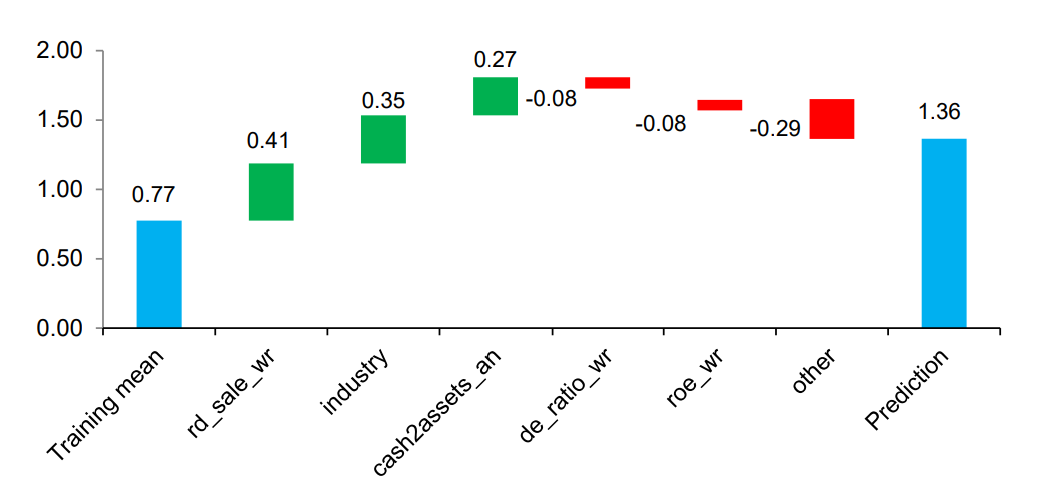 2.00
1.50
1.00
0.50
0.00
0.77
0.41
0.35
0.27
-0.08
-0.08
-0.29
1.36
Training mean
rd_sale_wr
industry
cash2assets_an
de_ratio_wr
roe_wr
other
Prediction